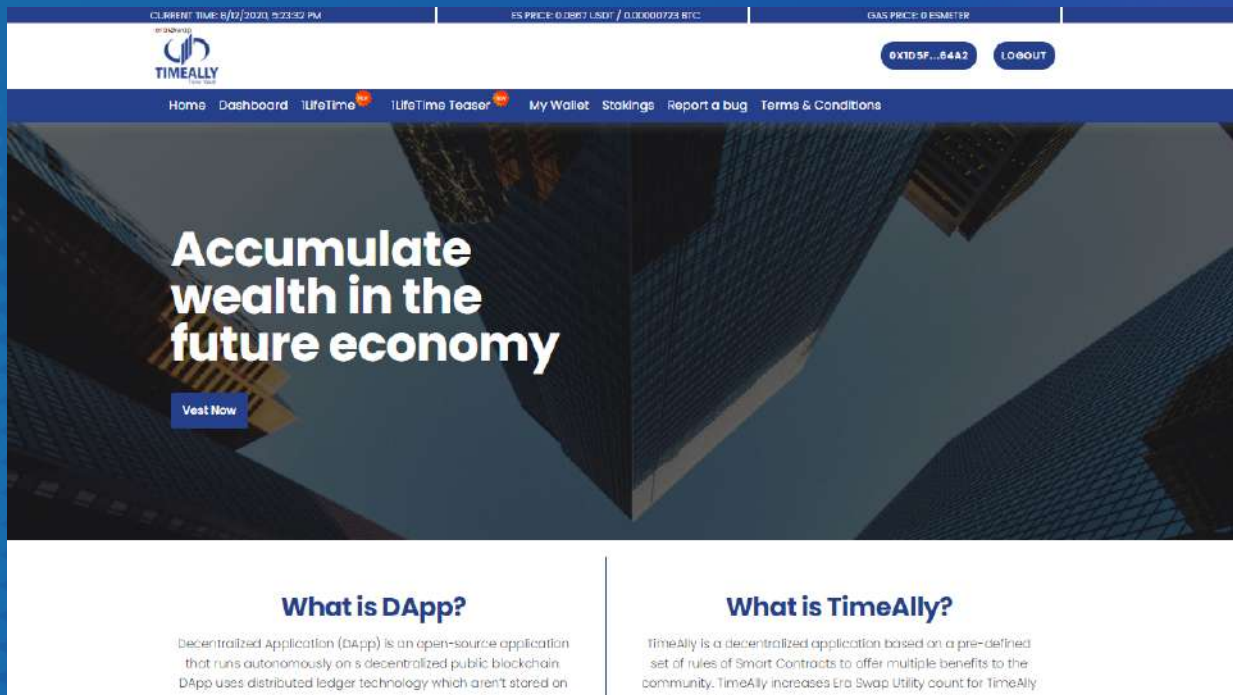 CURRENT TIME: 8/12/2020, 5:23:32 PM
ES PRICE: 0.0867 USDT / 0.00000723 BTC
GAS PRICE: 0 ESMETER
TIMEALLY
0X1D5F...64A2
LOGOUT
Home Dashboard 1LifeTime 1LifeTime Teaser My Wallet Stakings Report a bug Terms & Conditions
Accumulate
wealth in the
future economy
Vest Now
What is DApp?
Decentralized Application (DApp) is an open-source application
that runs autonomously on s decentralized public blockchain.
DApp uses distributed ledger technology which aren't stored on
What is TimeAlly?
TimeAlly is a decentralized application based on a pre-defined
set of rules of Smart Contracts to offer multiple benefits to the
community. TimeAlly increases Era Swap Utility count for TimeAlly